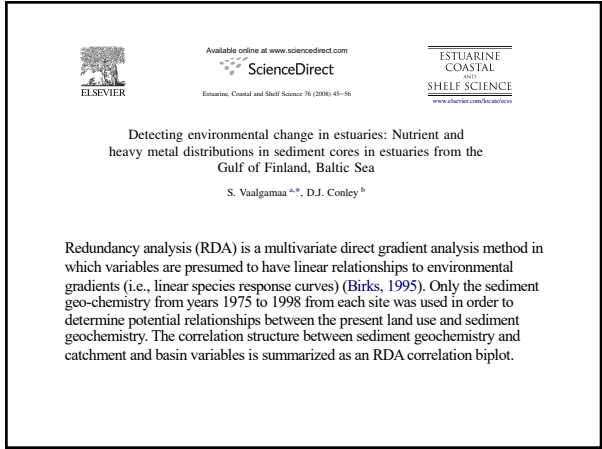 Available online at www.sciencedirect.com
ELSEVIER
ScienceDirect
Estuarine, Coastal and Shelf Science 76 (2008) 45–56
ESTUARINE
COASTAL
AND
SHELF SCIENCE
www.elsevier.com/locate/ecss
Detecting environmental change in estuaries: Nutrient and
heavy metal distributions in sediment cores in estuaries from the
Gulf of Finland, Baltic Sea
S. Vaalgamaa a,*, D.J. Conley b
Redundancy analysis (RDA) is a multivariate direct gradient analysis method in
which variables are presumed to have linear relationships to environmental
gradients (i.e., linear species response curves) (Birks, 1995). Only the sediment
geo-chemistry from years 1975 to 1998 from each site was used in order to
determine potential relationships between the present land use and sediment
geochemistry. The correlation structure between sediment geochemistry and
catchment and basin variables is summarized as an RDA correlation biplot.